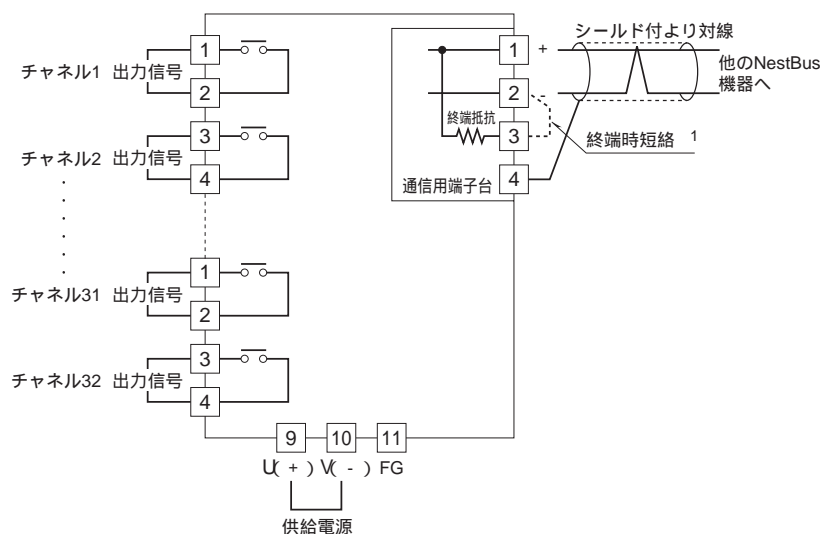 チャネル1 出力信号
1
2
チャネル2 出力信号
3
4
チャネル31 出力信号
1
2
チャネル32 出力信号
3
4
シールド付より対線
1 +
2 -
3
4
終端抵抗
終端時短絡 1
通信用端子台
他のNestBus
機器へ
9 10 11
U( + ) V( - ) FG
供給電源